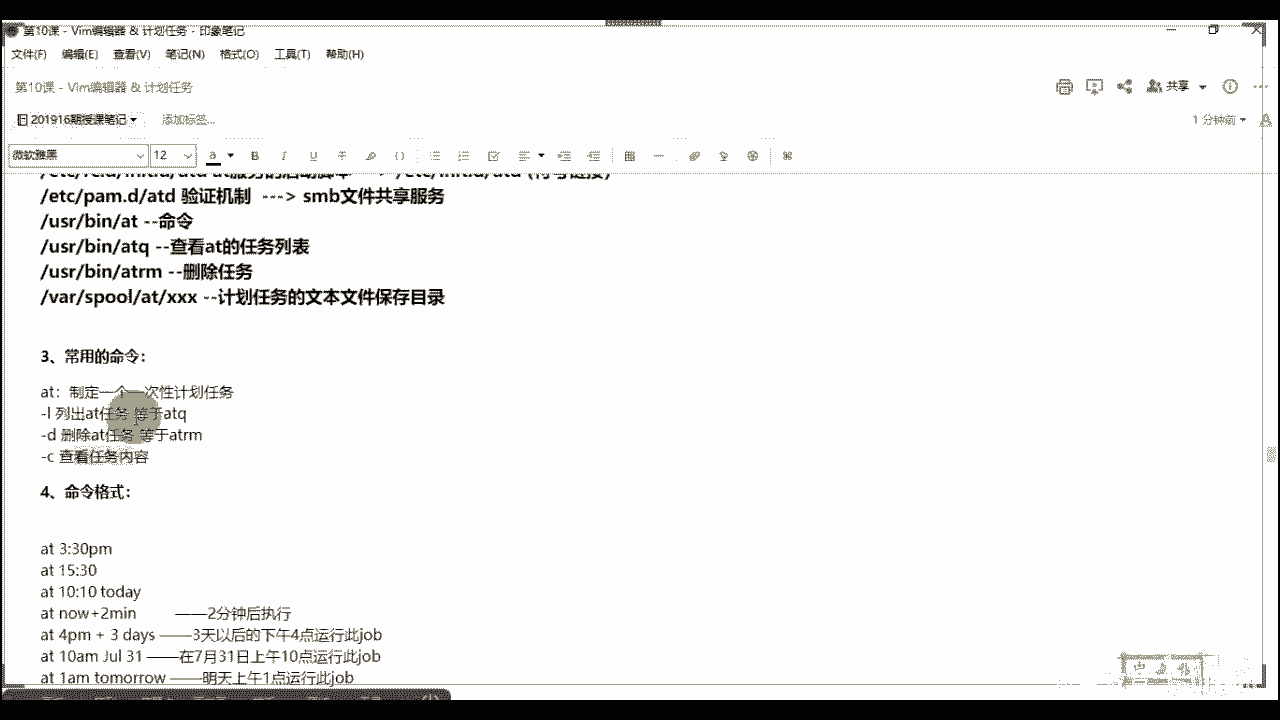 第10课 - Vim编辑器 & 计划任务 - 印象笔记
文件(F) 编辑(E) 查看(V) 笔记(N) 格式(O) 工具(T) 帮助(H)
第10课 - Vim编辑器 & 计划任务
共享
201916期授课笔记 添加标签...
1 分钟前
微软雅黑 12
/etc/pam.d/atd 验证机制 ---> smb文件共享服务
/usr/bin/at --命令
/usr/bin/atq --查看at的任务列表
/usr/bin/atrm --删除任务
/var/spool/at/xxx --计划任务的文本文件保存目录
3、常用的命令：
at：制定一个一次性计划任务
-l 列出at任务 等于atq
-d 删除at任务 等于atrm
-c 查看任务内容
4、命令格式：
at 3:30pm
at 15:30
at 10:10 today
at now+2min ——2分钟后执行
at 4pm + 3 days ——3天以后的下午4点运行此job
at 10am Jul 31 ——在7月31日上午10点运行此job
at 1am tomorrow ——明天上午1点运行此job